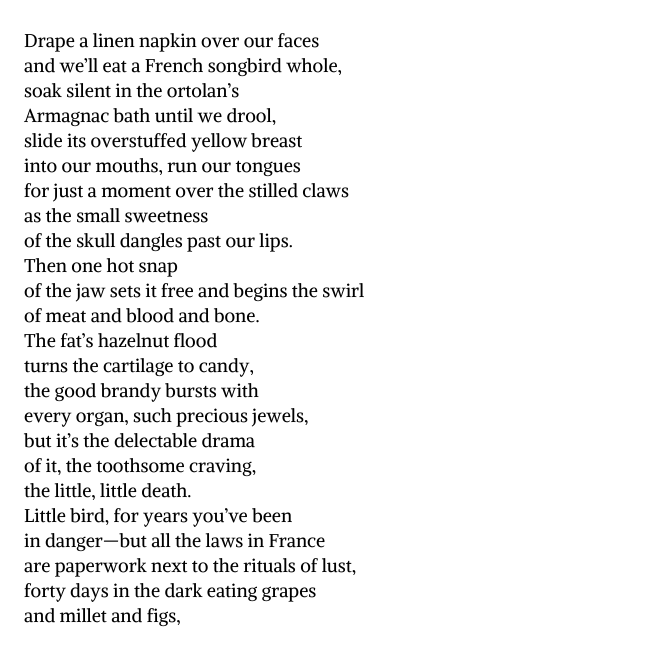 Drape a linen napkin over our faces
and we’ll eat a French songbird whole,
soak silent in the ortolan’s
Armagnac bath until we drool,
slide its overstuffed yellow breast
into our mouths, run our tongues
for just a moment over the stilled claws
as the small sweetness
of the skull dangles past our lips.
Then one hot snap
of the jaw sets it free and begins the swirl
of meat and blood and bone.
The fat’s hazelnut flood
turns the cartilage to candy,
the good brandy bursts with
every organ, such precious jewels,
but it’s the delectable drama
of it, the toothsome craving,
the little, little death.
Little bird, for years you’ve been
in danger—but all the laws in France
are paperwork next to the rituals of lust,
forty days in the dark eating grapes
and millet and figs,